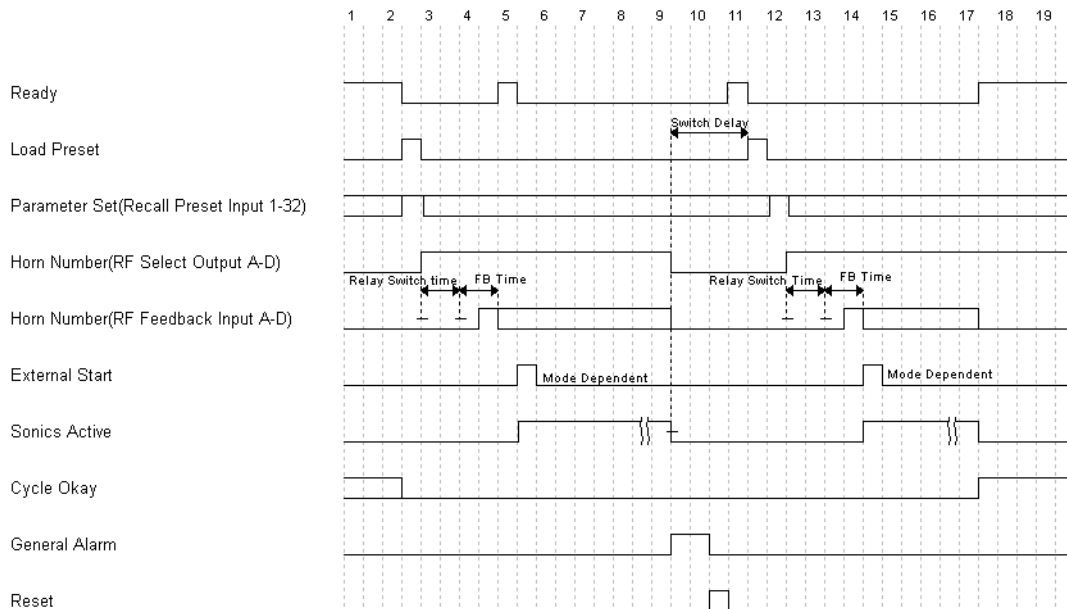 1 2 3 4 5 6 7 8 9 10 11 12 13 14 15 16 17 18 19
Ready
Switch Delay
Load Preset
Parameter Set(Recall Preset Input 1-32)
Horn Number(RF Select Output A-D)
Relay Switch time FB Time Relay Switch Time FB Time
Horn Number(RF Feedback Input A-D)
External Start
Mode Dependent Mode Dependent
Sonics Active
Cycle Okay
General Alarm
Reset